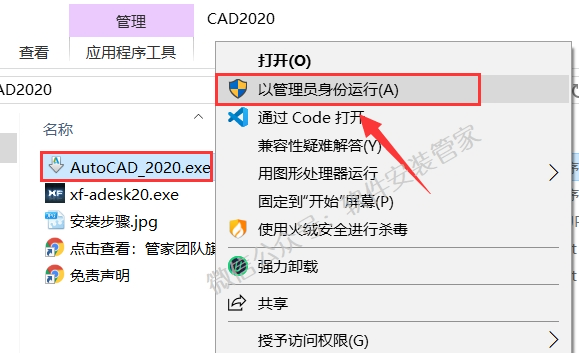 管理
CAD2020
查看
应用程序工具
AD2020
名称
AutoCAD_2020.exe
xf-adesk20.exe
安装步骤.jpg
点击查看：管家团队旗
免责声明
打开(O)
以管理员身份运行(A)
通过 Code 打开
兼容性疑难解答(Y)
用图形处理器运行
固定到"开始"屏幕(P)
使用火绒安全进行杀毒
强力卸载
共享
授予访问权限(G)
微信公众号：软件安装管家